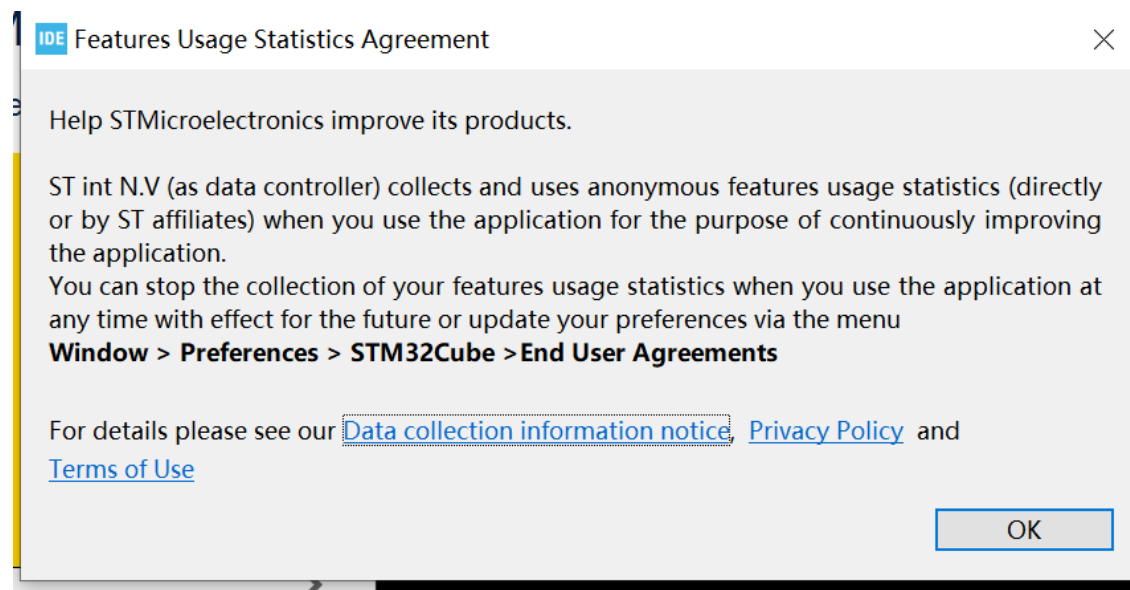 IDE Features Usage Statistics Agreement
Help STMicroelectronics improve its products.
ST int N.V (as data controller) collects and uses anonymous features usage statistics (directly
or by ST affiliates) when you use the application for the purpose of continuously improving
the application.
You can stop the collection of your features usage statistics when you use the application at
any time with effect for the future or update your preferences via the menu
Window > Preferences > STM32Cube >End User Agreements
For details please see our Data collection information notice, Privacy Policy and
Terms of Use
OK